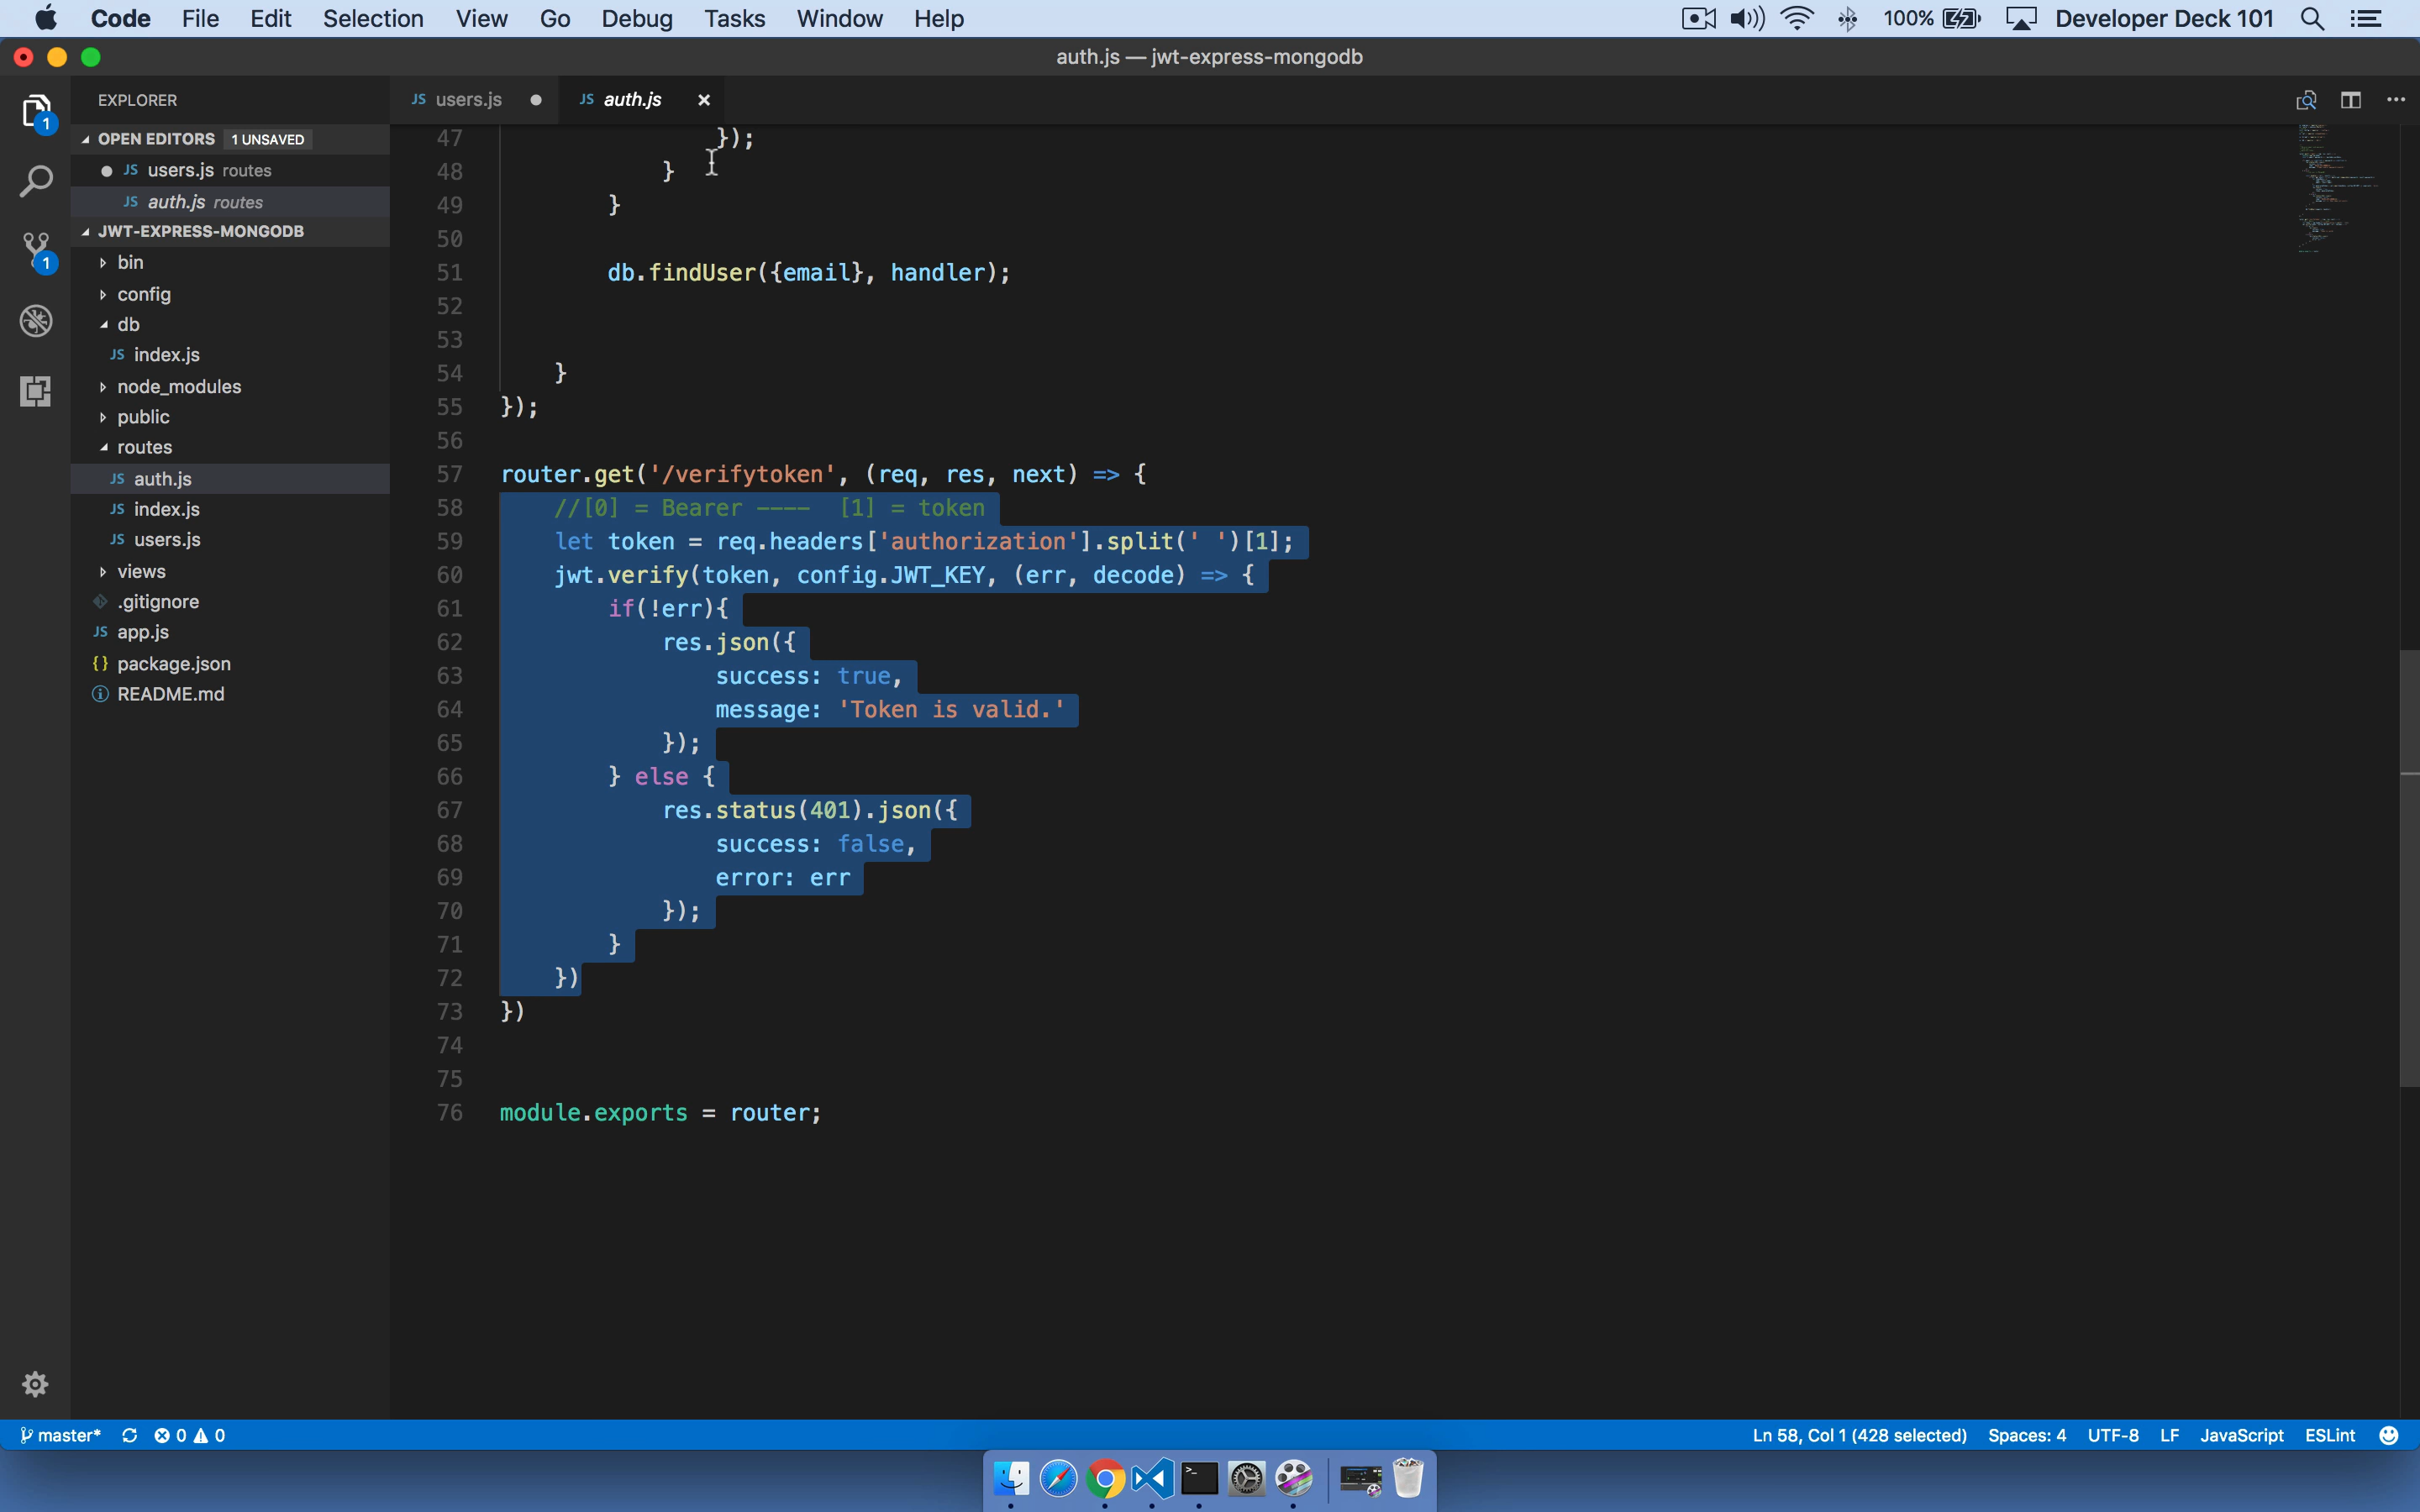 Code File Edit Selection View Go Debug Tasks Window Help 100% Developer Deck 101
auth.js — jwt-express-mongodb
EXPLORER
OPEN EDITORS 1 UNSAVED
JS users.js routes
JS auth.js routes
JWT-EXPRESS-MONGODB
bin
config
db
JS index.js
node_modules
public
routes
JS auth.js
JS index.js
JS users.js
views
.gitignore
JS app.js
{} package.json
README.md
1
1
JS users.js JS auth.js ×
47 });
48 }
49 }
50
51 db.findUser({email}, handler);
52
53
54 }
55 });
56
57 router.get('/verifytoken', (req, res, next) => {
58 //[0] = Bearer ---- [1] = token
59 let token = req.headers['authorization'].split(' ')[1];
60 jwt.verify(token, config.JWT_KEY, (err, decode) => {
61 if(!err){
62 res.json({
63 success: true,
64 message: 'Token is valid.'
65 });
66 } else {
67 res.status(401).json({
68 success: false,
69 error: err
70 });
71 }
72 })
73 })
74
75
76 module.exports = router;
master* 0 0 Ln 58, Col 1 (428 selected) Spaces: 4 UTF-8 LF JavaScript ESLint